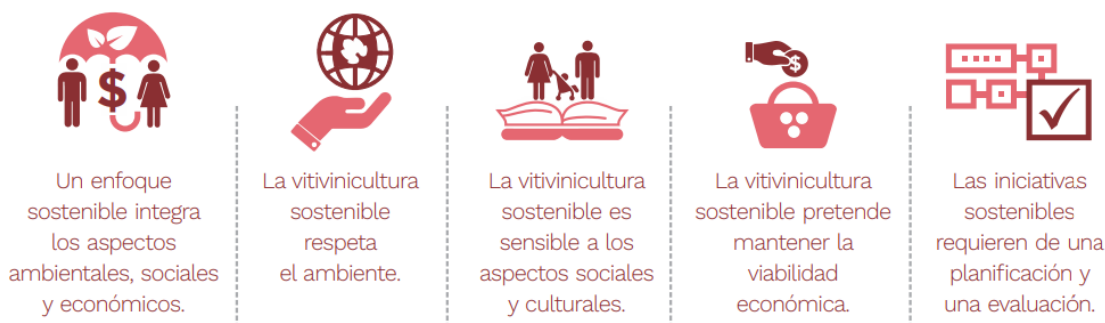 Un enfoque
sostenible integra
los aspectos
ambientales, sociales
y económicos.
La vitivinicultura
sostenible
respeta
el ambiente.
La vitivinicultura
sostenible es
sensible a los
aspectos sociales
y culturales.
La vitivinicultura
sostenible pretende
mantener la
viabilidad
económica.
Las iniciativas
sostenibles
requieren de una
planificación y
una evaluación.